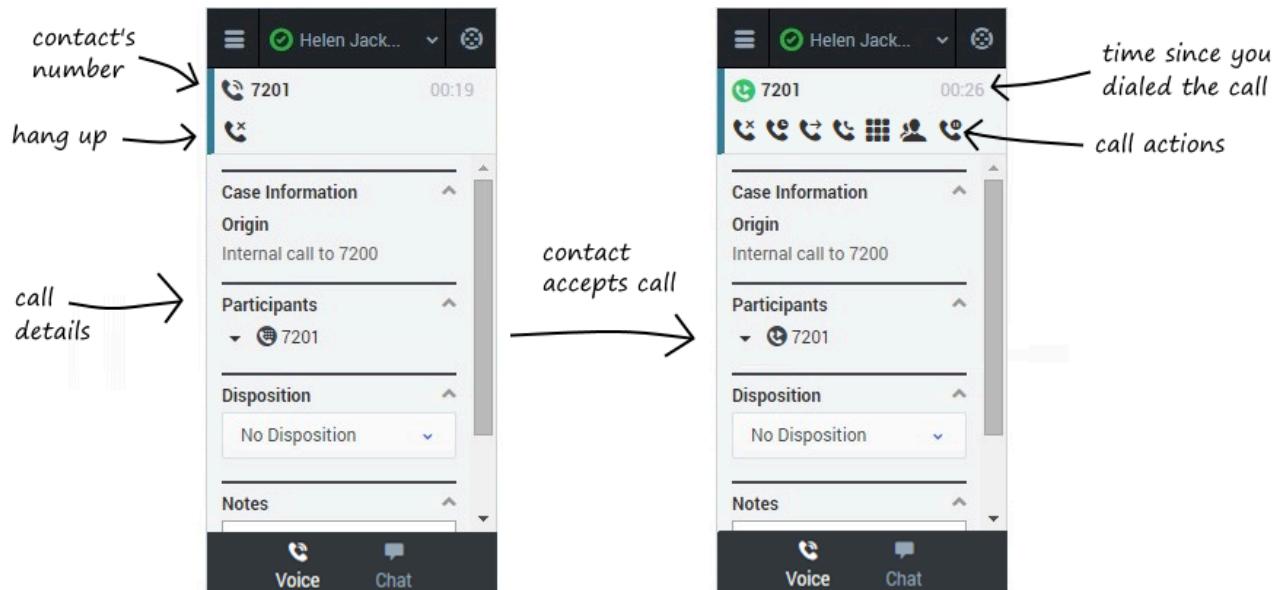 contact's
number
hang up
call
details
Helen Jack...
7201
00:19
Case Information
Origin
Internal call to 7200
Participants
7201
Disposition
No Disposition
Notes
Voice
Chat
contact
accepts call
Helen Jack...
7201
00:26
Case Information
Origin
Internal call to 7200
Participants
7201
Disposition
No Disposition
Notes
Voice
Chat
time since you
dialed the call
call actions